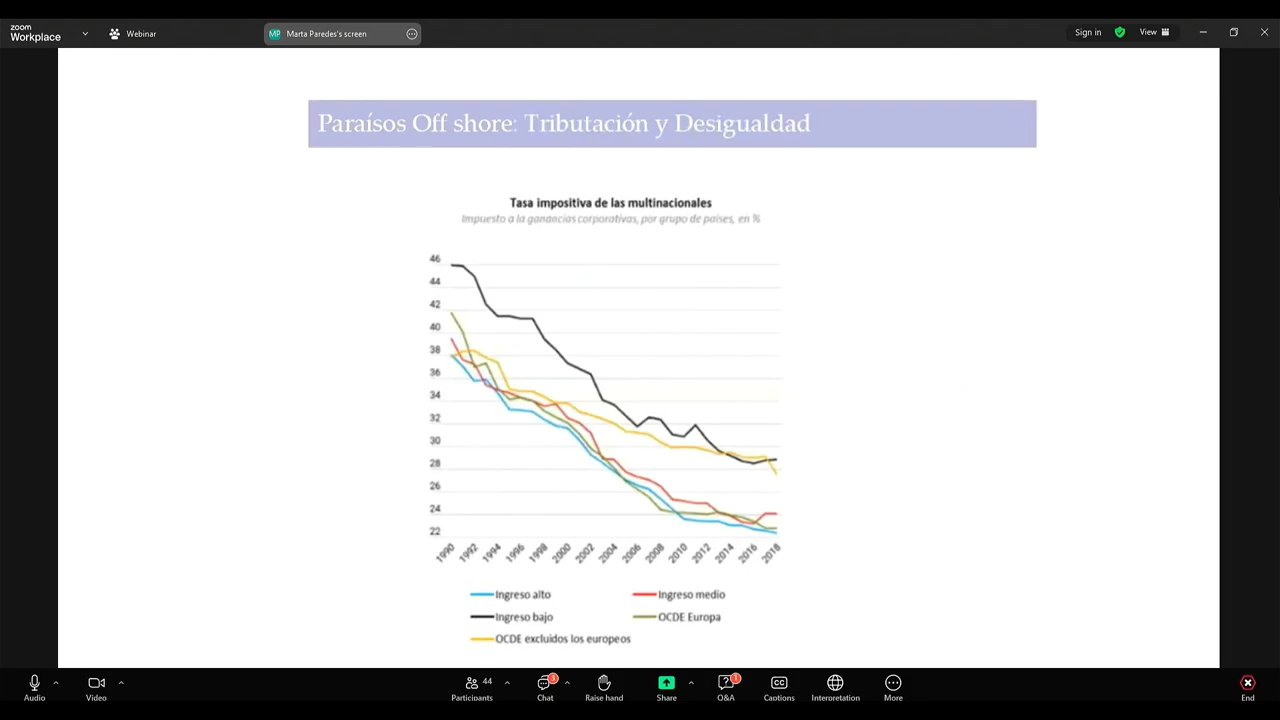 zoom
Workplace
Webinar
MP Marta Paredes's screen
Sign in
View
Paraísos Off shore: Tributación y Desigualdad
Tasa impositiva de las multinacionales
Impuesto a la ganancias corporativas, por grupo de países, en %
46
44
42
40
38
36
34
32
30
28
26
24
22
1990 1992 1994 1996 1998 2000 2002 2004 2006 2008 2010 2012 2014 2016 2018
Ingreso alto
Ingreso medio
Ingreso bajo
OCDE Europa
OCDE excluidos los europeos
Audio
Video
Participants 44
Chat 3
Raise hand
Share
Q&A 1
Captions
Interpretation
More
End